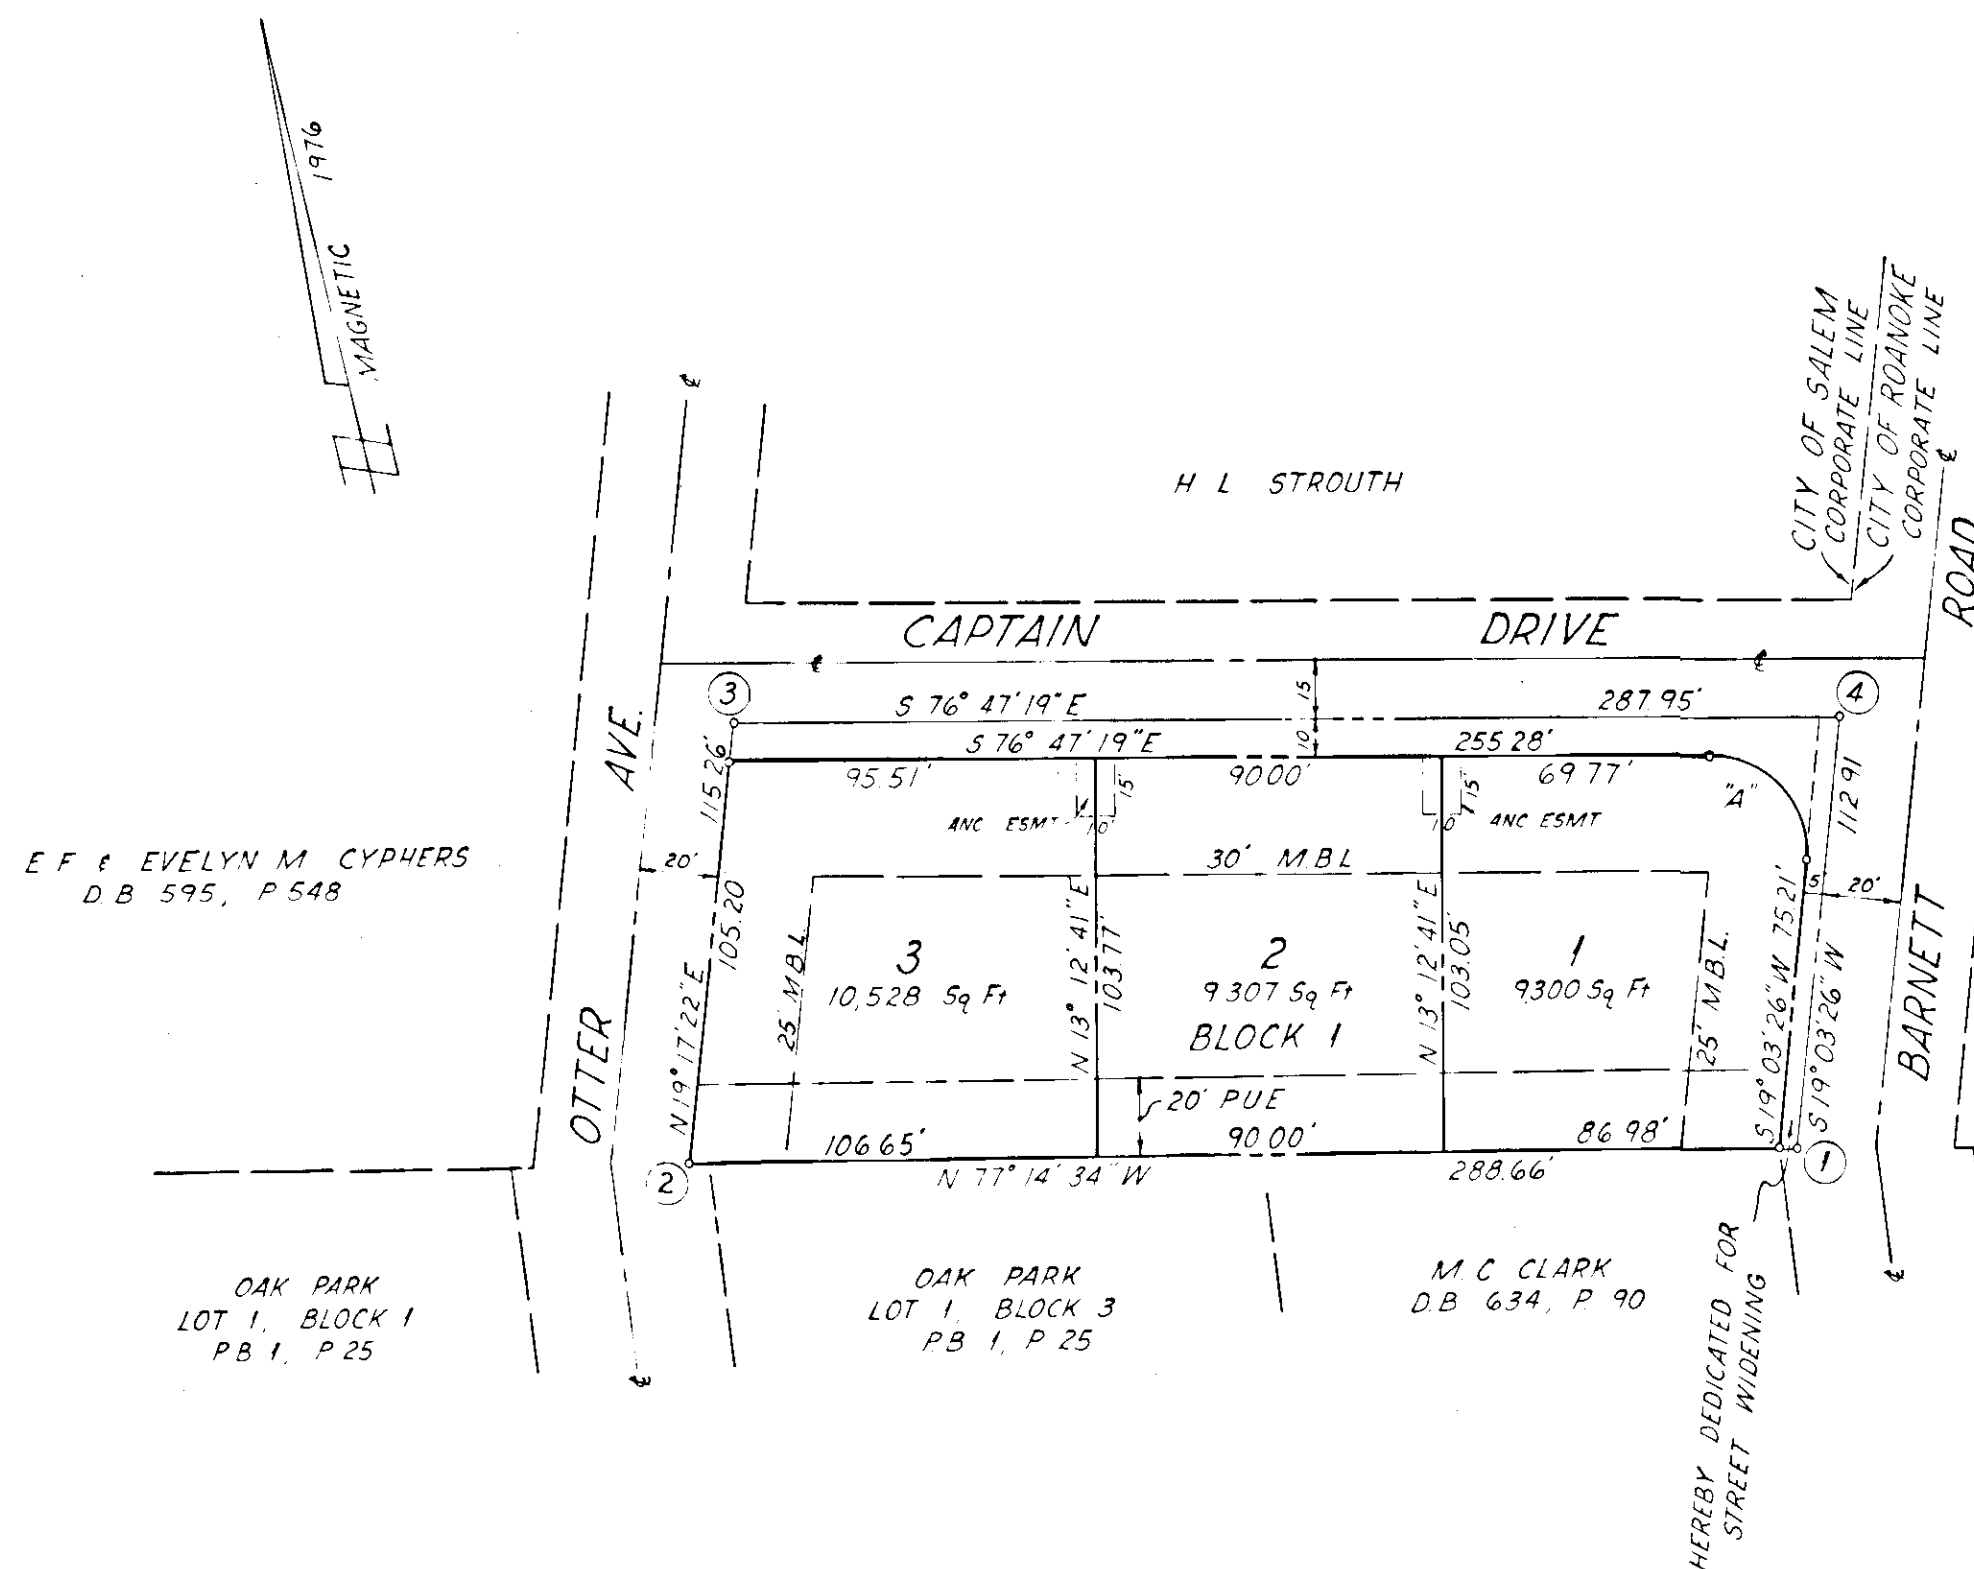 MAGNETIC 1976
CITY OF SALEM
CORPORATE LINE
CITY OF ROANOKE
CORPORATE LINE
H L STROUTH
CAPTAIN DRIVE
BARNETT ROAD
OTTER AVE.
3
S 76° 47' 19" E 287.95'
4
15
10
S 76° 47' 19" E 255 28'
95.51' 90 00' 69 77'
"A"
115 26'
112 91
ANC ESMT
10'
15'
ANC ESMT
10
15'
E F & EVELYN M CYPHERS
D.B 595, P 548
20'
30' M.B L
5'
20'
N 19° 17' 22" E 105.20
25' M.B.L.
3
10,528 Sq Ft
N 13° 12' 41" E
103.77'
2
9 307 Sq Ft
BLOCK 1
N 13° 12' 41" E
103.05'
1
9,300 Sq Ft
25' M.B.L.
S 19° 03' 26" W 75.21'
S 19° 03' 26" W
20' PUE
106 65' 90 00' 86 98'
2
N 77° 14' 34" W 288.66'
1
HEREBY DEDICATED FOR
STREET WIDENING
OAK PARK
LOT 1, BLOCK 1
P B 1, P 25
OAK PARK
LOT 1, BLOCK 3
P.B 1, P 25
M. C CLARK
D.B 634, P. 90